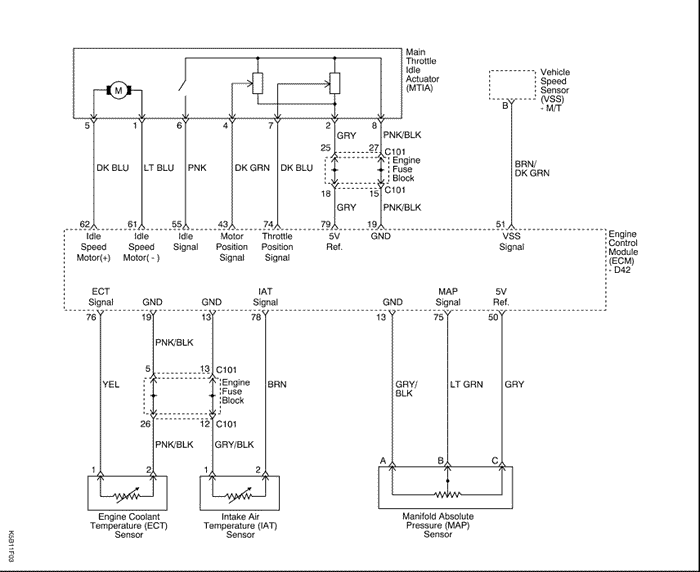 Main
Throttle
Idle
Actuator
(MTIA)
Vehicle
Speed
Sensor
(VSS)
- M/T
M
5 1 6 4 7 2 8 B
GRY PNK/BLK
25 27 C101
DK BLU LT BLU PNK DK GRN DK BLU
Engine
Fuse
Block
BRN/
DK GRN
18 15 C101
GRY PNK/BLK
62 61 55 43 74 79 19 51
Idle
Speed
Motor(+)
Idle
Speed
Motor( - )
Idle
Signal
Motor
Position
Signal
Throttle
Position
Signal
5V
Ref.
GND
VSS
Signal
Engine
Control
Module
(ECM)
- D42
ECT
Signal
GND
GND
IAT
Signal
GND
MAP
Signal
5V
Ref.
76 19 13 78 13 75 50
PNK/BLK
5 13 C101
YEL
Engine
Fuse
Block
BRN
GRY/
BLK
LT GRN
GRY
26 12 C101
PNK/BLK GRY/BLK
A B C
1 2 1 2
Engine Coolant
Temperature (ECT)
Sensor
Intake Air
Temperature (IAT)
Sensor
Manifold Absolute
Pressure (MAP)
Sensor
K5B11F03